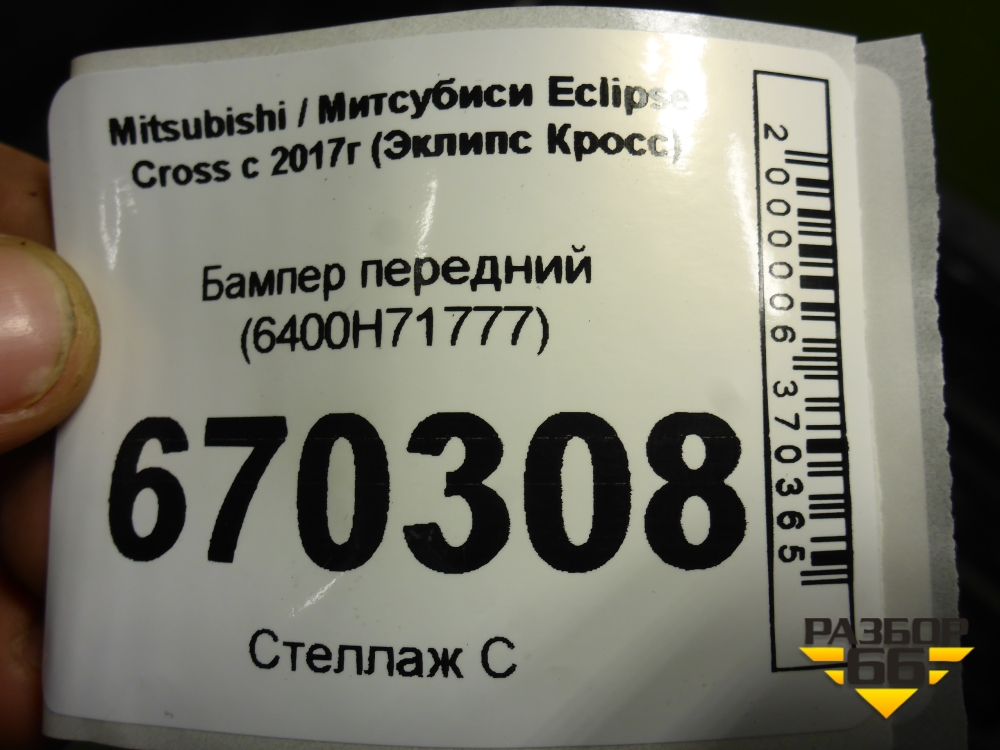 Mitsubishi / Митсубиси Eclipse
Cross с 2017г (Эклипс Кросс)
Бампер передний
(6400H71777)
670308
Стеллаж С
2000006370365
РАЗБОР
66